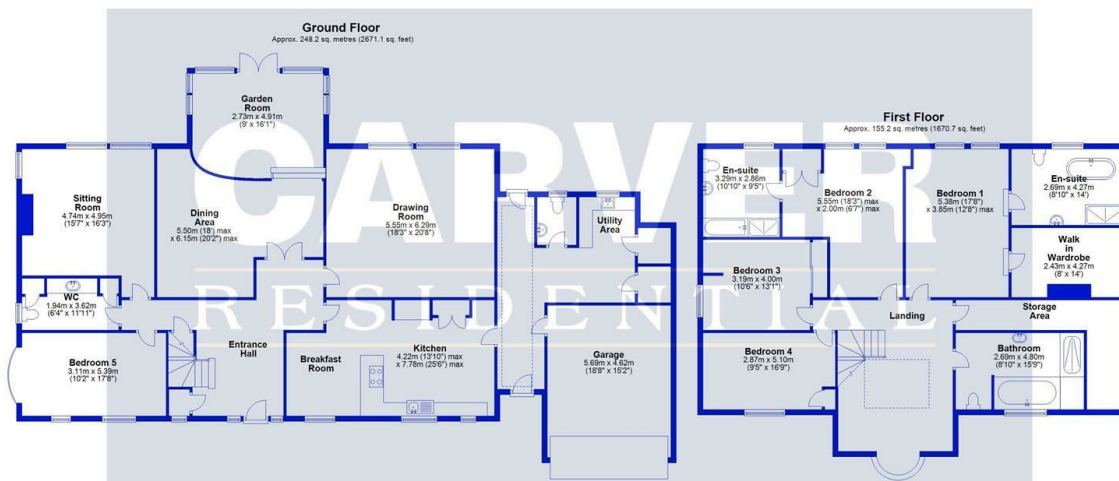 Ground Floor
Approx. 248.2 sq. metres (2671.1 sq. feet)
Garden
Room
2.73m x 4.91m
(9' x 16'1")
Sitting
Room
4.74m x 4.95m
(15'7" x 16'3")
Dining
Area
5.50m (18') max
x 6.15m (20'2") max
Drawing
Room
5.55m x 6.29m
(18'3" x 20'8")
Utility
Area
WC
1.94m x 3.62m
(6'4" x 11'11")
Bedroom 5
3.11m x 5.39m
(10'2" x 17'8")
Entrance
Hall
Breakfast
Room
Kitchen
4.22m (13'10") max
x 7.78m (25'6") max
Garage
5.69m x 4.62m
(18'8" x 15'2")
First Floor
Approx. 155.2 sq. metres (1670.7 sq. feet)
En-suite
3.29m x 2.86m
(10'10" x 9'5")
Bedroom 2
5.55m (18'3") max
x 2.00m (6'7") max
Bedroom 1
5.38m (17'8")
x 3.85m (12'8") max
En-suite
2.69m x 4.27m
(8'10" x 14')
Walk
in
Wardrobe
2.43m x 4.27m
(8' x 14')
Bedroom 3
3.19m x 4.00m
(10'6" x 13'1")
Landing
Storage
Area
Bedroom 4
2.87m x 5.10m
(9'5" x 16'9")
Bathroom
2.69m x 4.80m
(8'10" x 15'9")
CARVER
RESIDENTIAL